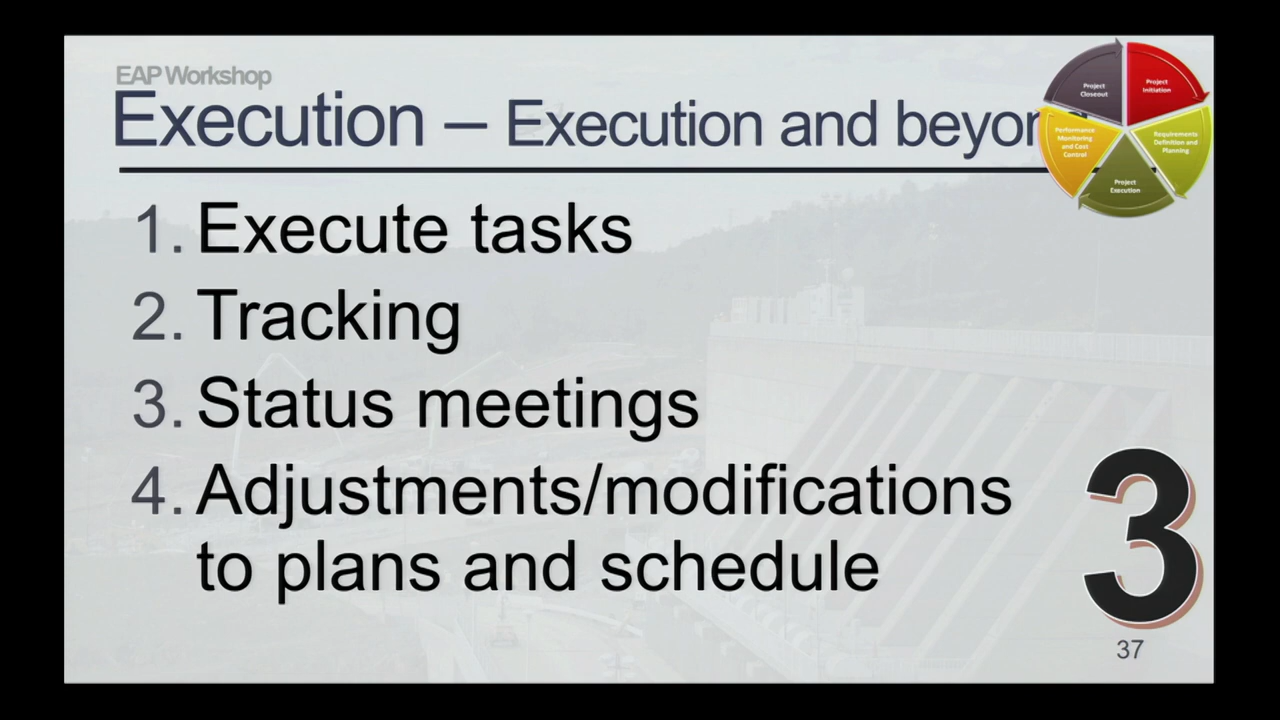 EAP Workshop
Execution – Execution and beyon
1. Execute tasks
2. Tracking
3. Status meetings
4. Adjustments/modifications
to plans and schedule
Project
Closeout
Project
Initiation
Performance
Monitoring
and Cost
Control
Requirements
Definition and
Planning
Project
Execution
3
37